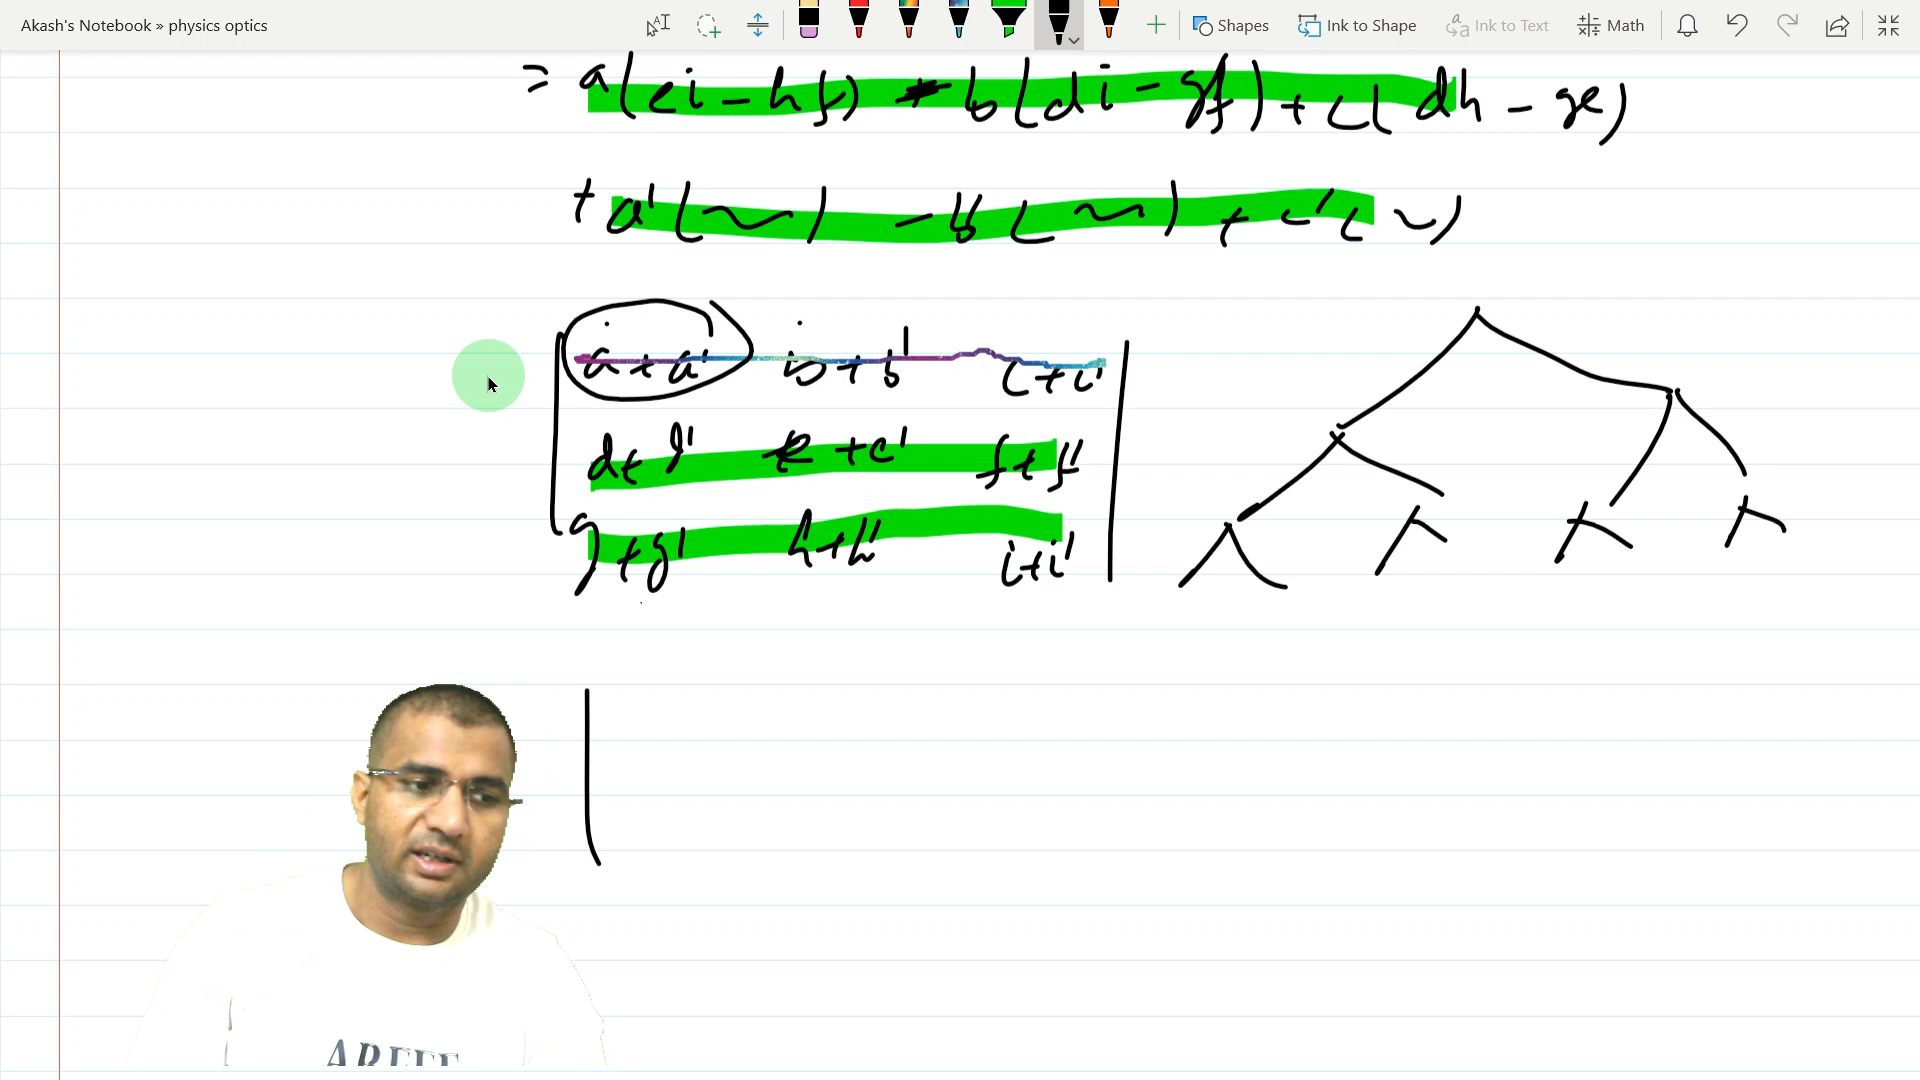 Akash's Notebook » physics optics
Shapes Ink to Shape Ink to Text Math
= a(ei - hf) - b(di - gf) + c(dh - ge)
+ a'( ) - b'( ) + c'( )
a + a' b + b' c + c'
d + d' e + e' f + f'
g + g' h + h' i + i'